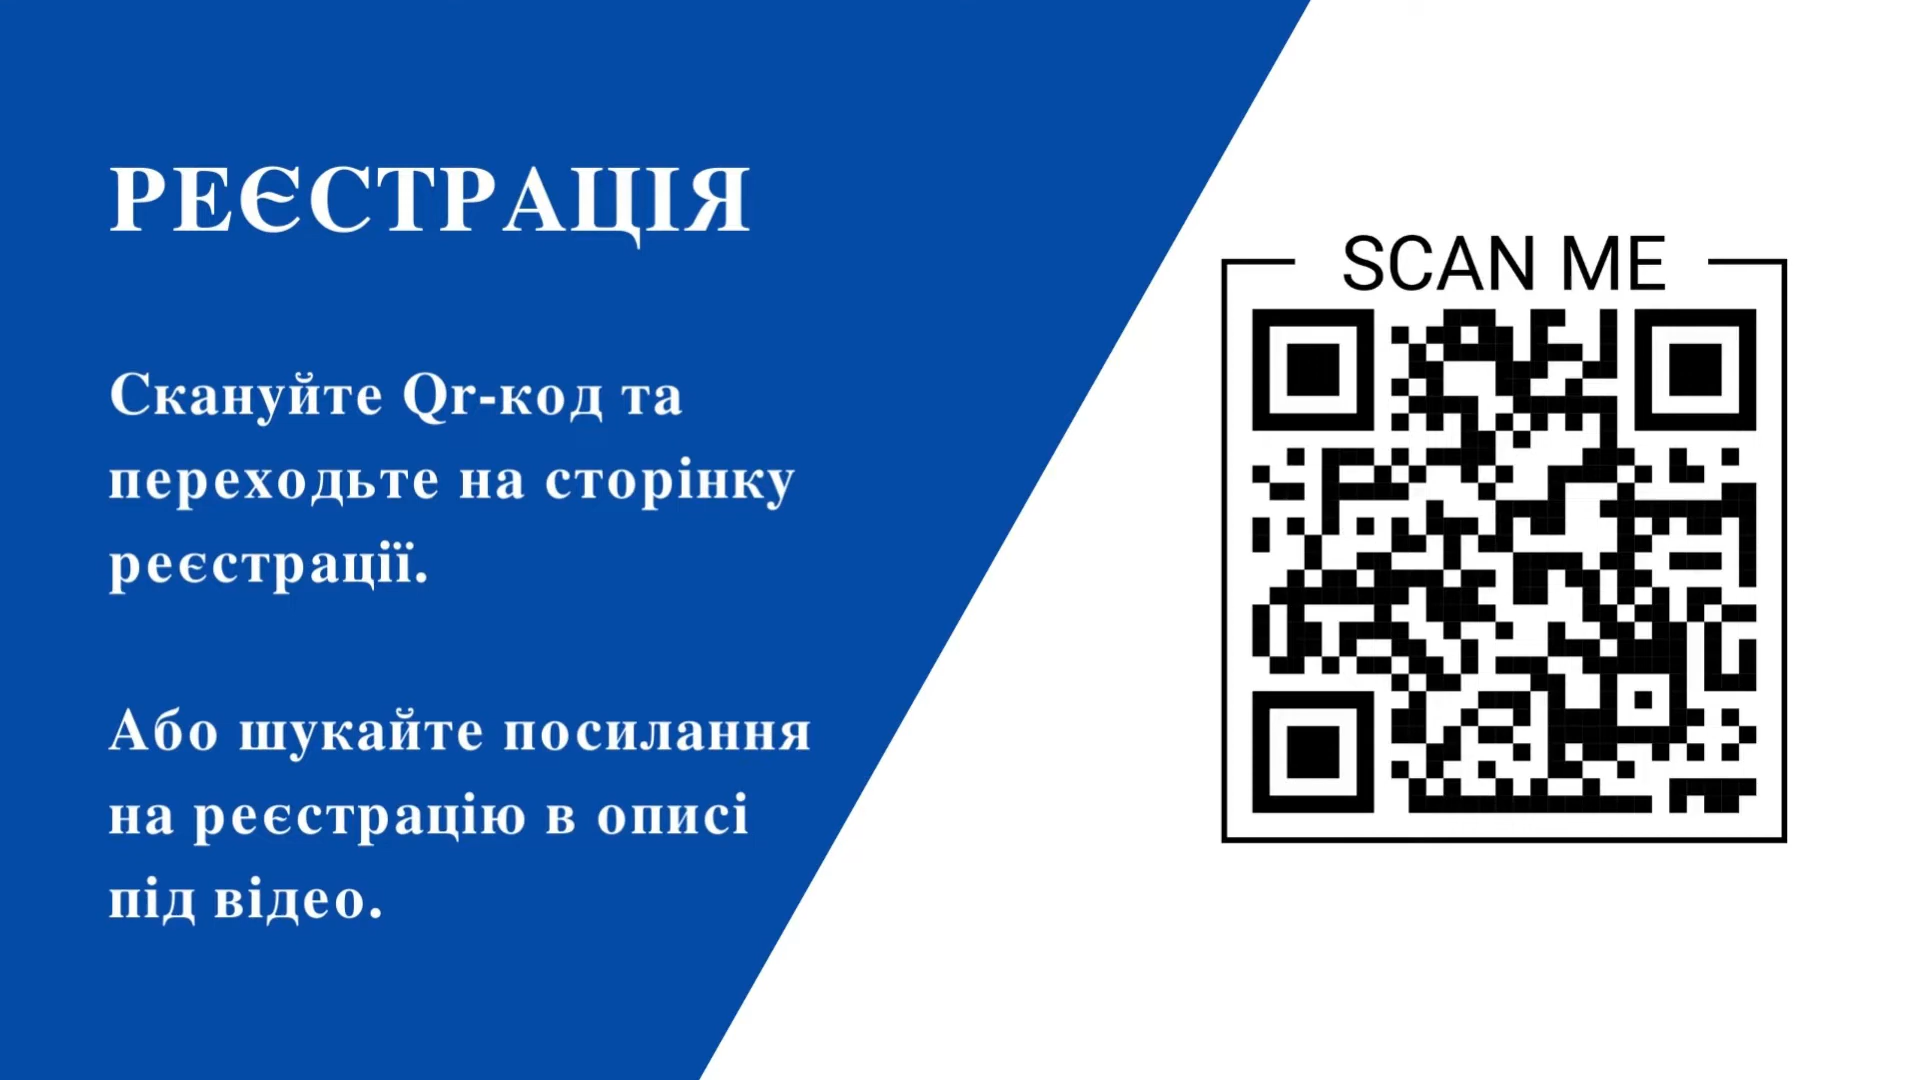 РЕЄСТРАЦІЯ
Скануйте Qr-код та
переходьте на сторінку
реєстрації.
Або шукайте посилання
на реєстрацію в описі
під відео.
SCAN ME